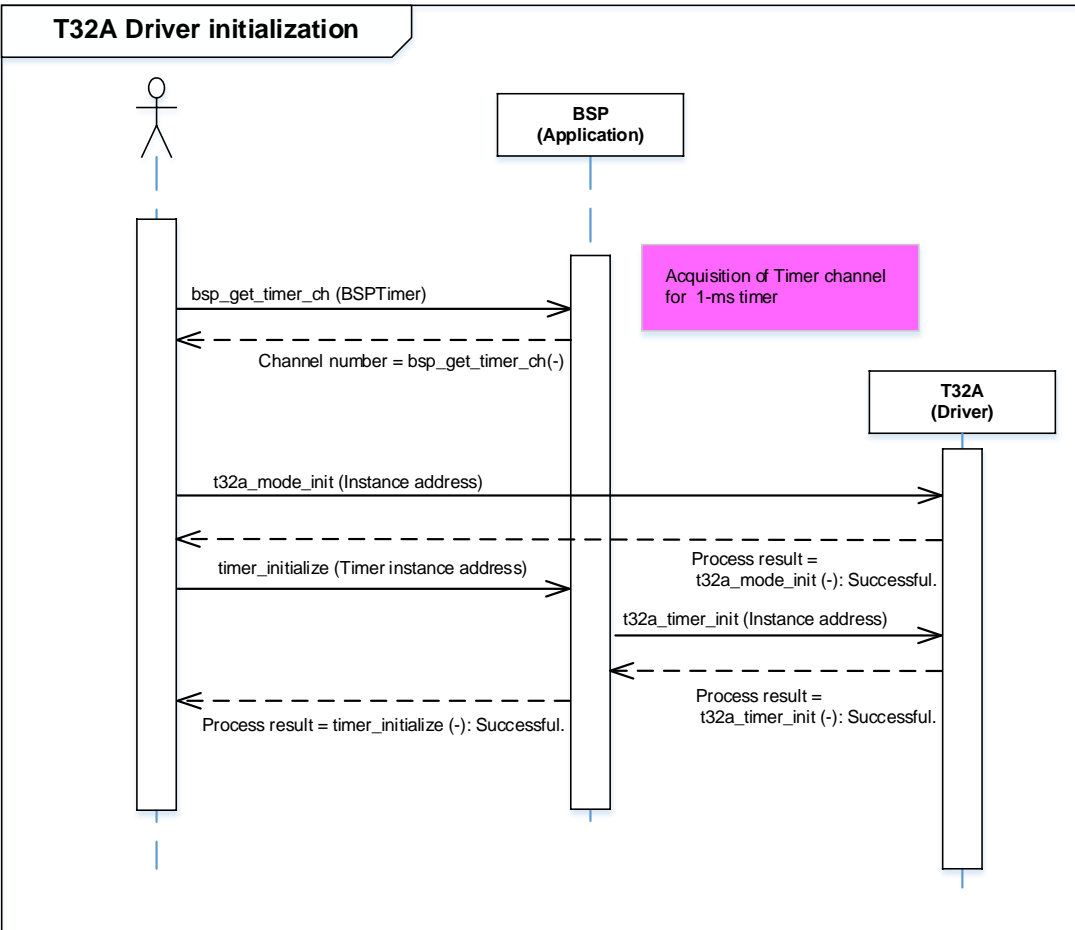 T32A Driver initialization
BSP
(Application)
Acquisition of Timer channel
for 1-ms timer
bsp_get_timer_ch (BSPTimer)
Channel number = bsp_get_timer_ch(-)
T32A
(Driver)
t32a_mode_init (Instance address)
Process result =
t32a_mode_init (-): Successful.
timer_initialize (Timer instance address)
t32a_timer_init (Instance address)
Process result =
t32a_timer_init (-): Successful.
Process result = timer_initialize (-): Successful.